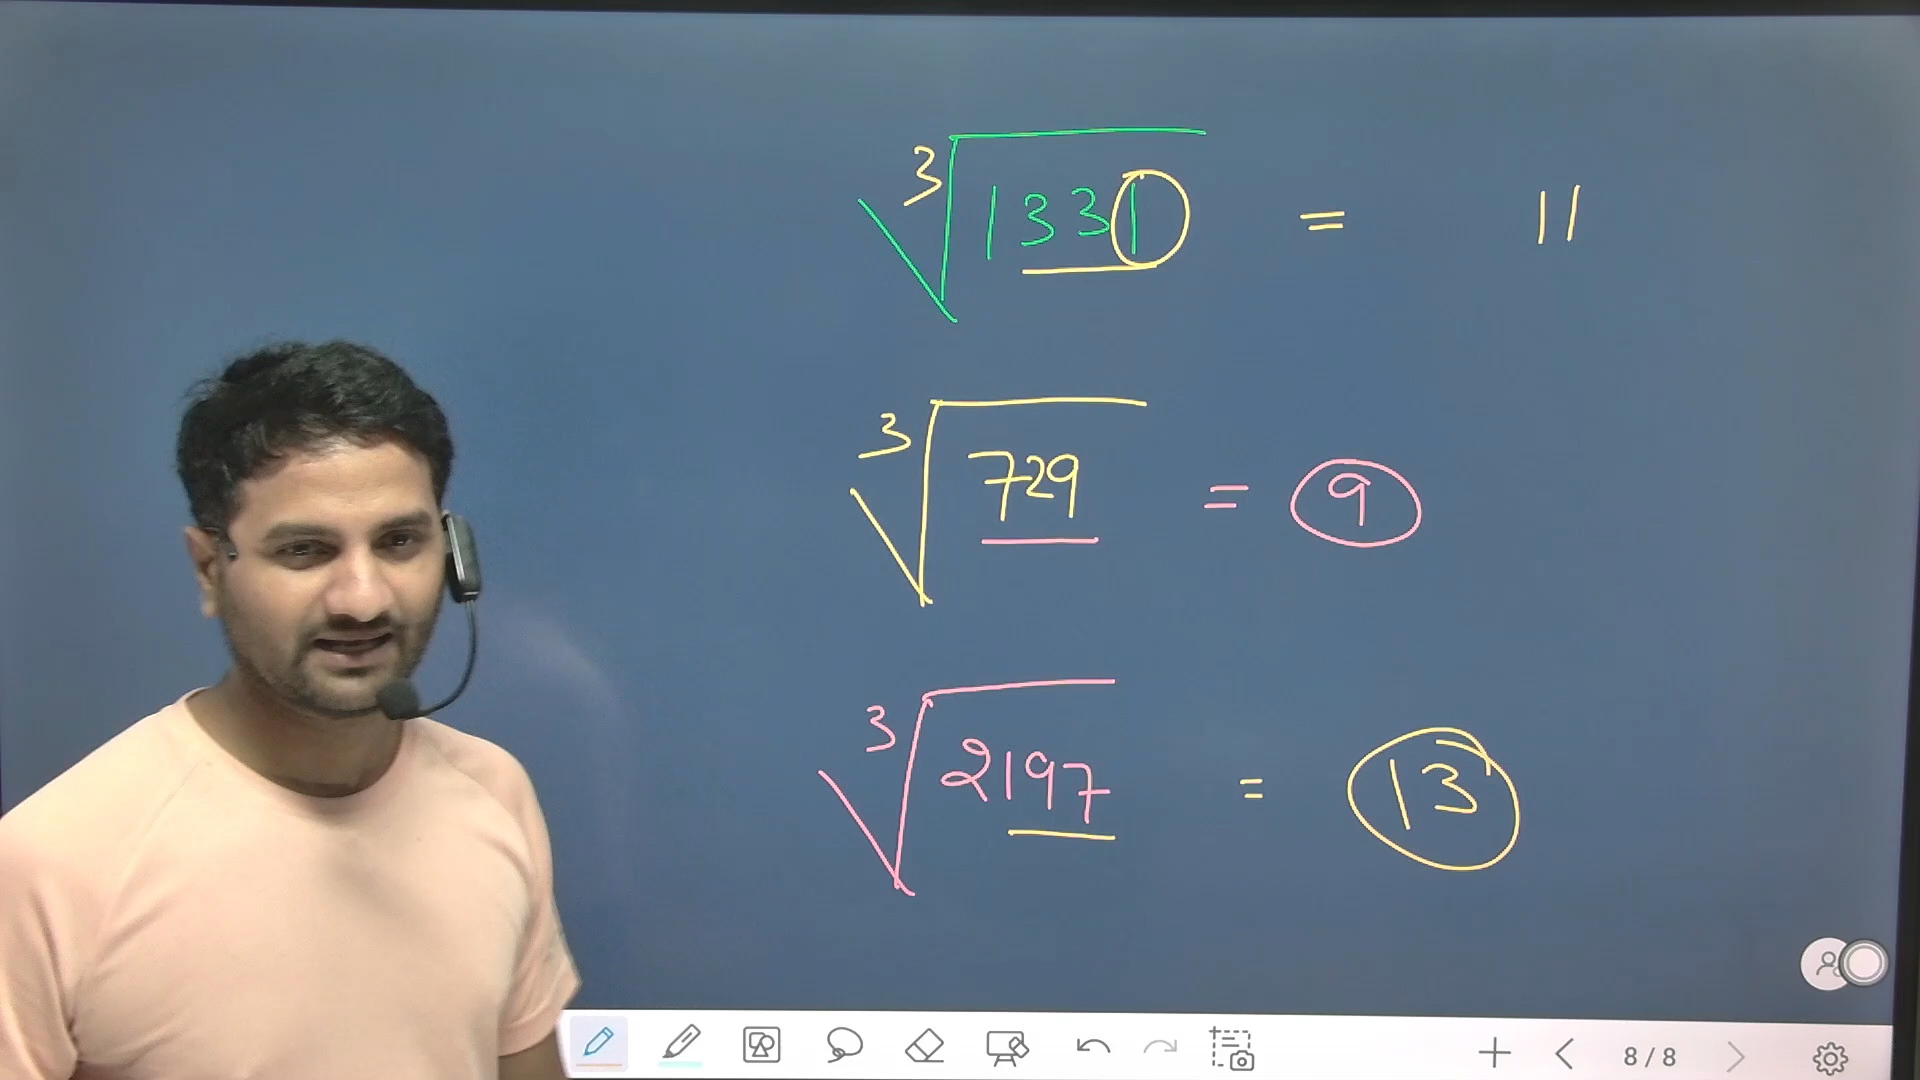 ∛1331 = 11
∛729 = 9
∛2197 = 13
8/8